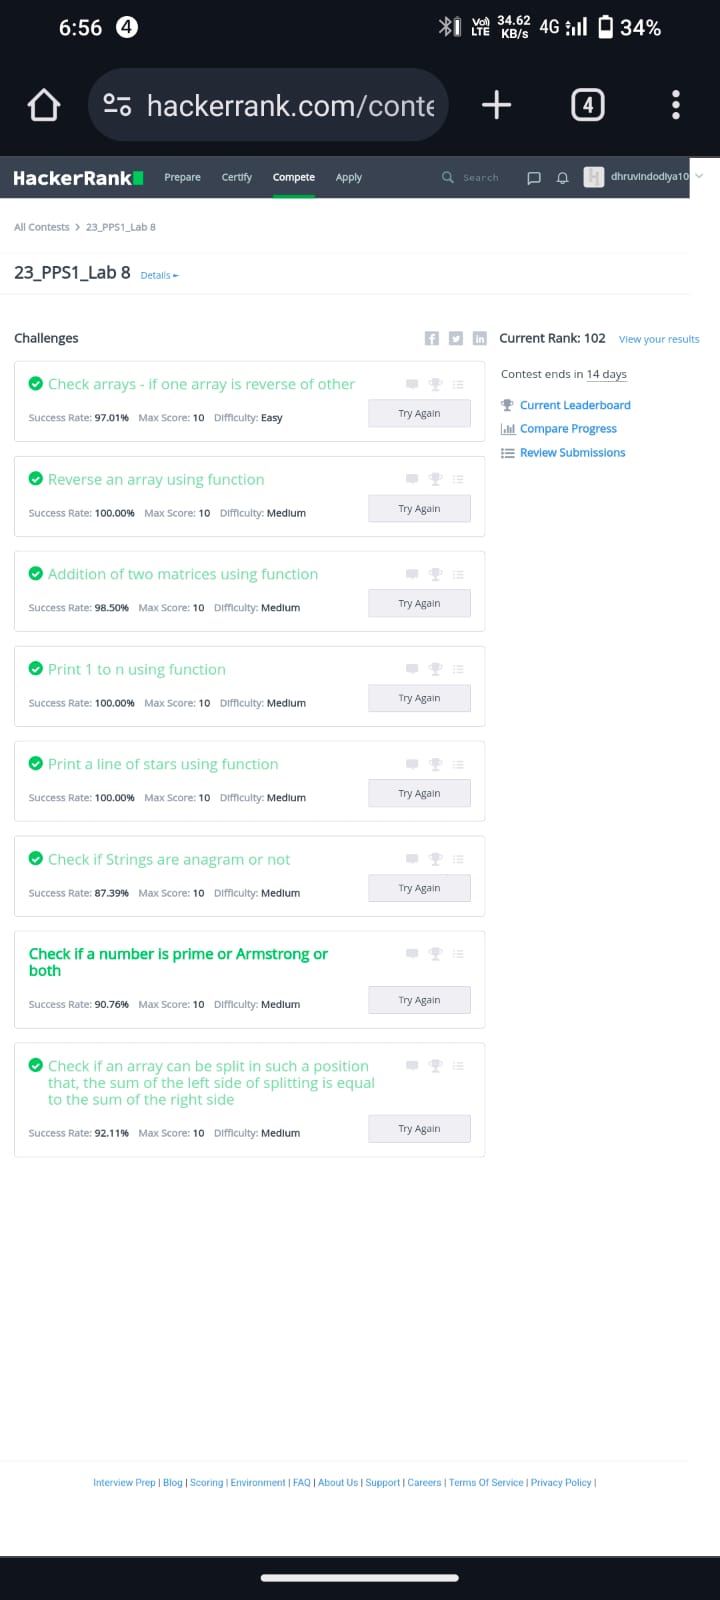 6:56 4 Vo) LTE 34.62 KB/s 4G 34%
hackerrank.com/conte 4
HackerRank Prepare Certify Compete Apply Search dhruvindodiya10
All Contests > 23_PPS1_Lab 8
23_PPS1_Lab 8 Details
Challenges
Current Rank: 102 View your results
Contest ends in 14 days
Current Leaderboard
Compare Progress
Review Submissions
Check arrays - if one array is reverse of other
Success Rate: 97.01% Max Score: 10 Difficulty: Easy
Try Again
Reverse an array using function
Success Rate: 100.00% Max Score: 10 Difficulty: Medium
Try Again
Addition of two matrices using function
Success Rate: 98.50% Max Score: 10 Difficulty: Medium
Try Again
Print 1 to n using function
Success Rate: 100.00% Max Score: 10 Difficulty: Medium
Try Again
Print a line of stars using function
Success Rate: 100.00% Max Score: 10 Difficulty: Medium
Try Again
Check if Strings are anagram or not
Success Rate: 87.39% Max Score: 10 Difficulty: Medium
Try Again
Check if a number is prime or Armstrong or
both
Success Rate: 90.76% Max Score: 10 Difficulty: Medium
Try Again
Check if an array can be split in such a position
that, the sum of the left side of splitting is equal
to the sum of the right side
Success Rate: 92.11% Max Score: 10 Difficulty: Medium
Try Again
Interview Prep | Blog | Scoring | Environment | FAQ | About Us | Support | Careers | Terms Of Service | Privacy Policy |